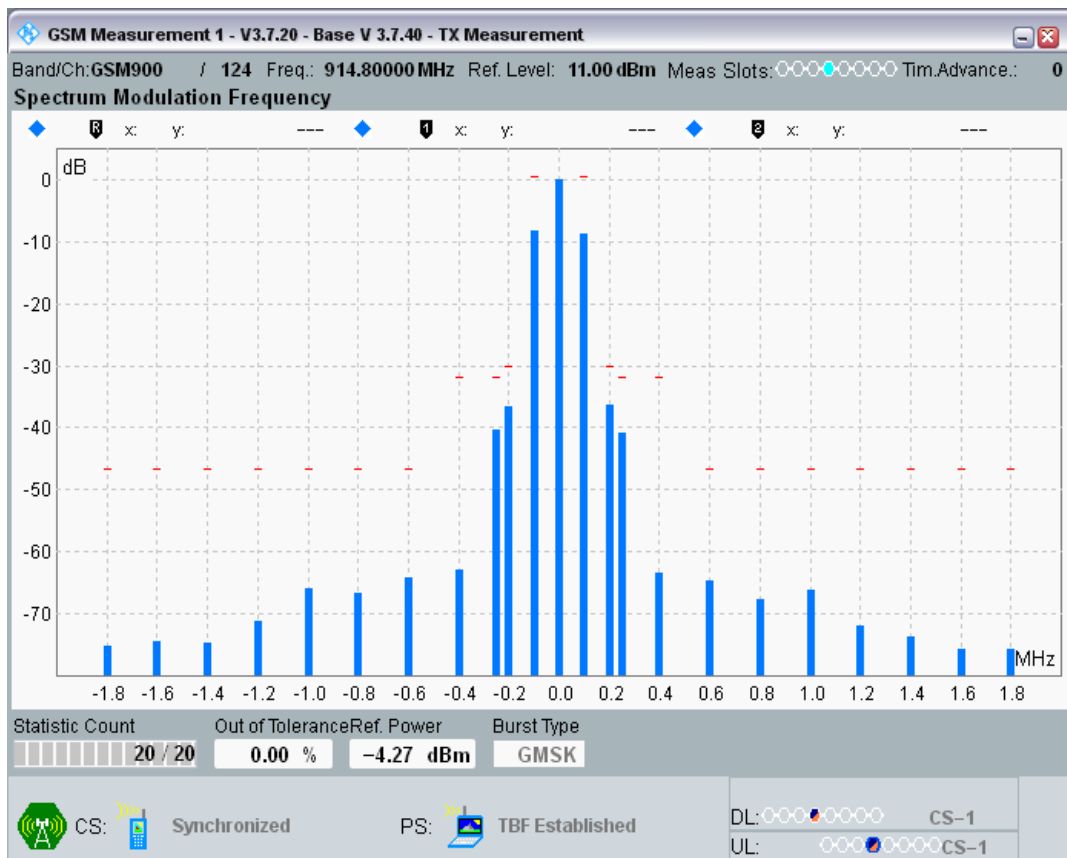 GSM Measurement 1 - V3.7.20 - Base V 3.7.40 - TX Measurement
Band/Ch:GSM900 / 124 Freq.: 914.80000 MHz Ref. Level: 11.00 dBm Meas Slots: Tim.Advance.: 0
Spectrum Modulation Frequency
R x: y: --- 1 x: y: --- 2 x: y: ---
dB
0
-10
-20
-30
-40
-50
-60
-70
MHz
-1.8 -1.6 -1.4 -1.2 -1.0 -0.8 -0.6 -0.4 -0.2 0.0 0.2 0.4 0.6 0.8 1.0 1.2 1.4 1.6 1.8
Statistic Count Out of Tolerance Ref. Power Burst Type
20 / 20 0.00 % −4.27 dBm GMSK
CS: Synchronized PS: TBF Established
DL: CS−1
UL: CS−1